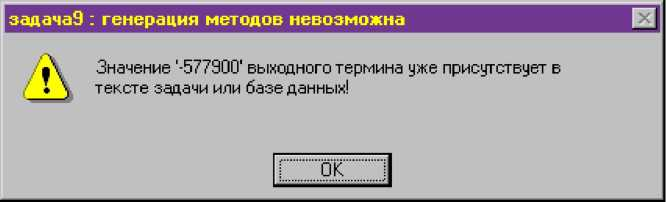 задача9 : генерация методов невозможна
Значение '-577900' выходного термина уже присутствует в
тексте задачи или базе данных!
OK